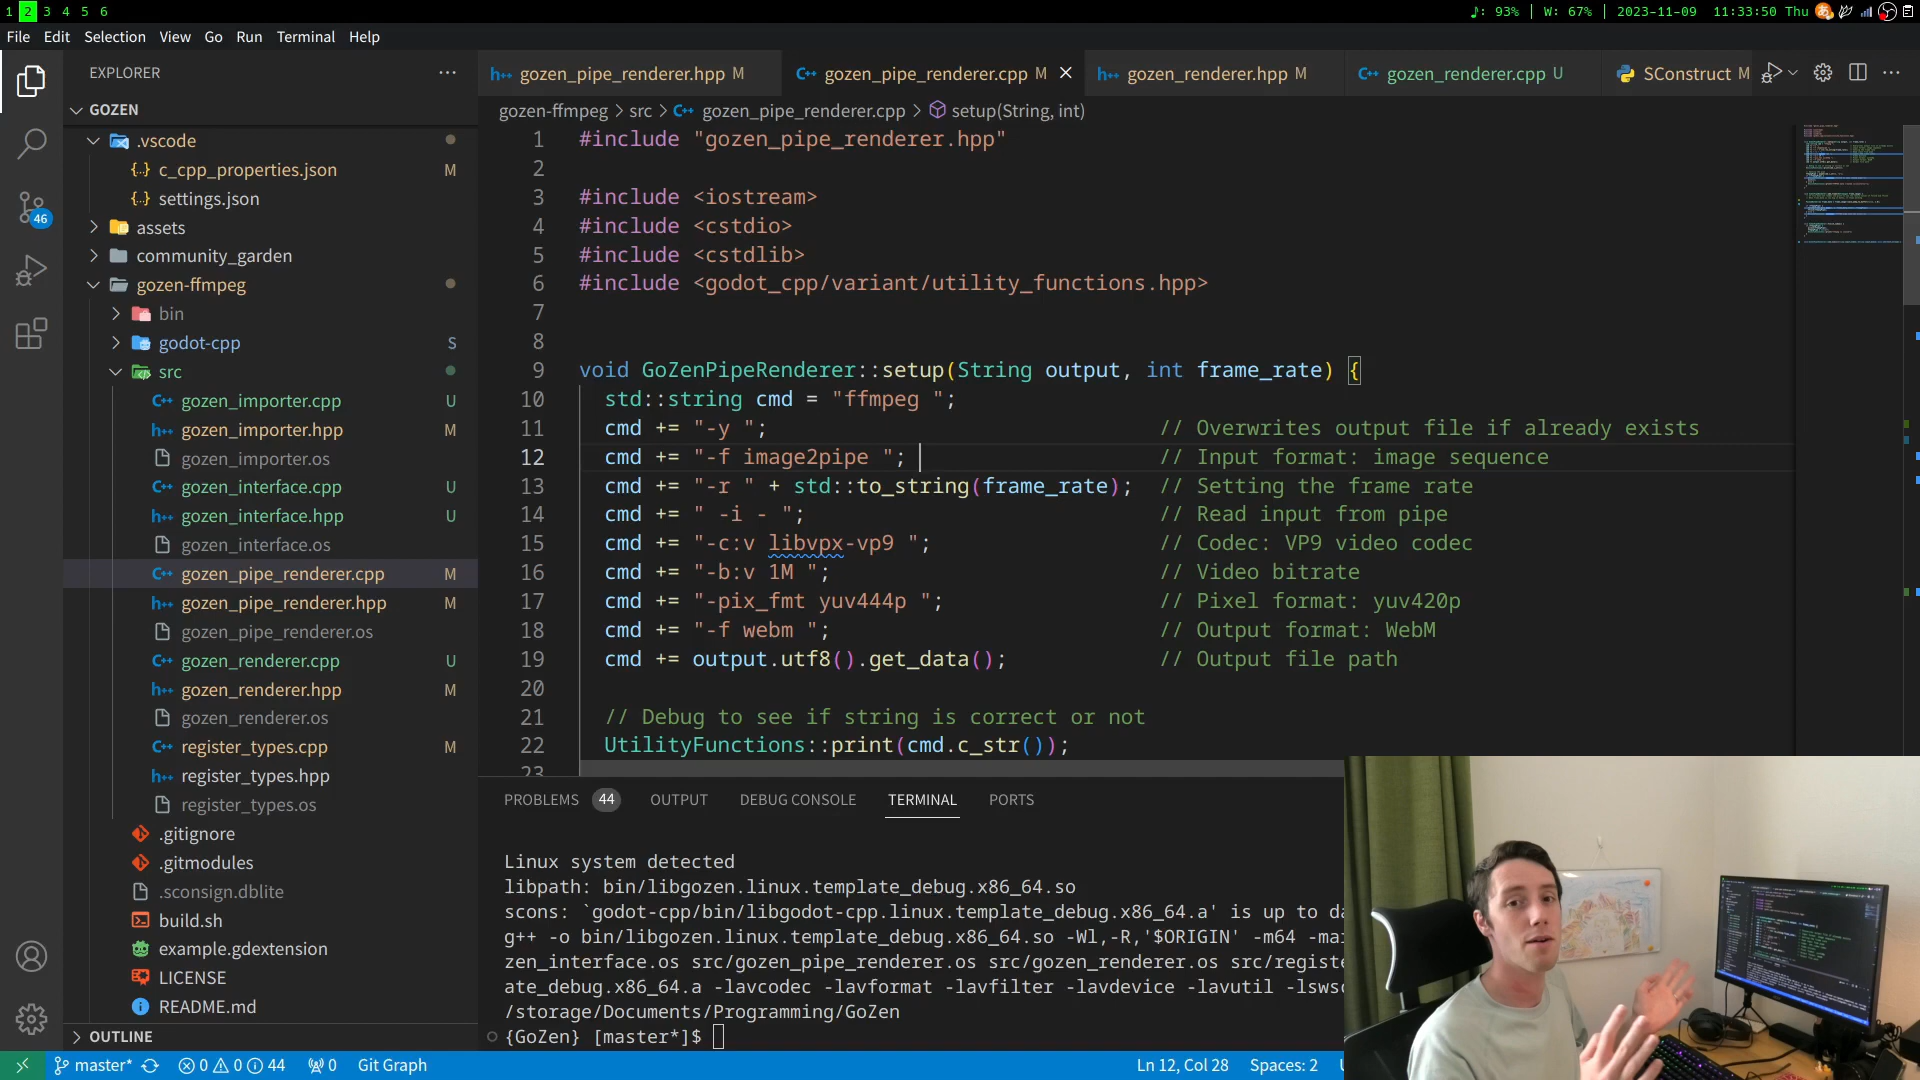 1 2 3 4 5 6
♪: 93% | W: 67% | 2023-11-09 11:33:50 Thu あ
File Edit Selection View Go Run Terminal Help
EXPLORER
GOZEN
.vscode
{..} c_cpp_properties.json M
{..} settings.json
assets
community_garden
gozen-ffmpeg
bin
godot-cpp S
src
gozen_importer.cpp U
gozen_importer.hpp M
gozen_importer.os
gozen_interface.cpp U
gozen_interface.hpp U
gozen_interface.os
gozen_pipe_renderer.cpp M
gozen_pipe_renderer.hpp M
gozen_pipe_renderer.os
gozen_renderer.cpp U
gozen_renderer.hpp M
gozen_renderer.os
register_types.cpp M
register_types.hpp
register_types.os
.gitignore
.gitmodules
.sconsign.dblite
build.sh
example.gdextension
LICENSE
README.md
OUTLINE
46
gozen_pipe_renderer.hpp M
gozen_pipe_renderer.cpp M
gozen_renderer.hpp M
gozen_renderer.cpp U
SConstruct M
gozen-ffmpeg > src > gozen_pipe_renderer.cpp > setup(String, int)
1 #include "gozen_pipe_renderer.hpp"
2
3 #include <iostream>
4 #include <cstdio>
5 #include <cstdlib>
6 #include <godot_cpp/variant/utility_functions.hpp>
7
8
9 void GoZenPipeRenderer::setup(String output, int frame_rate) {
10 std::string cmd = "ffmpeg ";
11 cmd += "-y "; // Overwrites output file if already exists
12 cmd += "-f image2pipe "; // Input format: image sequence
13 cmd += "-r " + std::to_string(frame_rate); // Setting the frame rate
14 cmd += " -i - "; // Read input from pipe
15 cmd += "-c:v libvpx-vp9 "; // Codec: VP9 video codec
16 cmd += "-b:v 1M "; // Video bitrate
17 cmd += "-pix_fmt yuv444p "; // Pixel format: yuv420p
18 cmd += "-f webm "; // Output format: WebM
19 cmd += output.utf8().get_data(); // Output file path
20
21 // Debug to see if string is correct or not
22 UtilityFunctions::print(cmd.c_str());
23
PROBLEMS 44 OUTPUT DEBUG CONSOLE TERMINAL PORTS
Linux system detected
libpath: bin/libgozen.linux.template_debug.x86_64.so
scons: `godot-cpp/bin/libgodot-cpp.linux.template_debug.x86_64.a' is up to da
g++ -o bin/libgozen.linux.template_debug.x86_64.so -Wl,-R,'$ORIGIN' -m64 -mar
zen_interface.os src/gozen_pipe_renderer.os src/gozen_renderer.os src/registe
ate_debug.x86_64.a -lavcodec -lavformat -lavfilter -lavdevice -lavutil -lswsc
/storage/Documents/Programming/GoZen
{GoZen} [master*]$
master* 0 0 44 0 Git Graph
Ln 12, Col 28 Spaces: 2